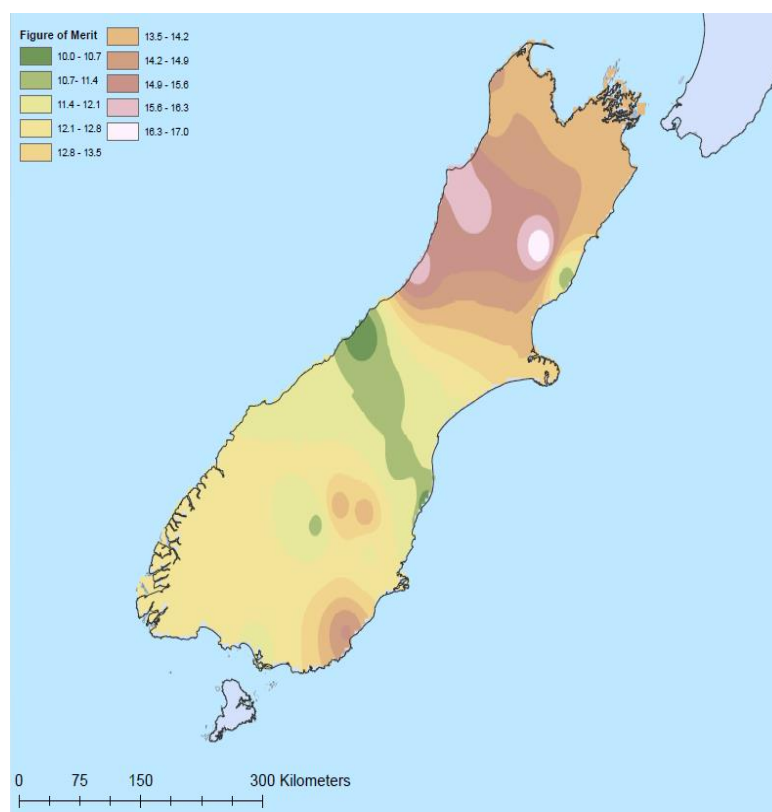 Figure of Merit
10.0 - 10.7
10.7 - 11.4
11.4 - 12.1
12.1 - 12.8
12.8 - 13.5
13.5 - 14.2
14.2 - 14.9
14.9 - 15.6
15.6 - 16.3
16.3 - 17.0
0 75 150 300 Kilometers